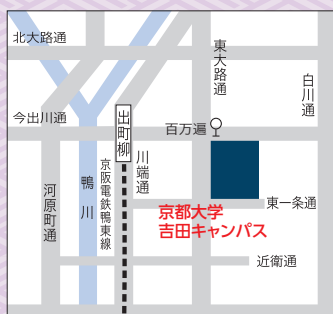 北大路通
東大路通
白川通
今出川通
出町柳
百万遍
京阪電鉄鴨東線
川端通
鴨川
河原町通
東一条通
京都大学
吉田キャンパス
近衛通